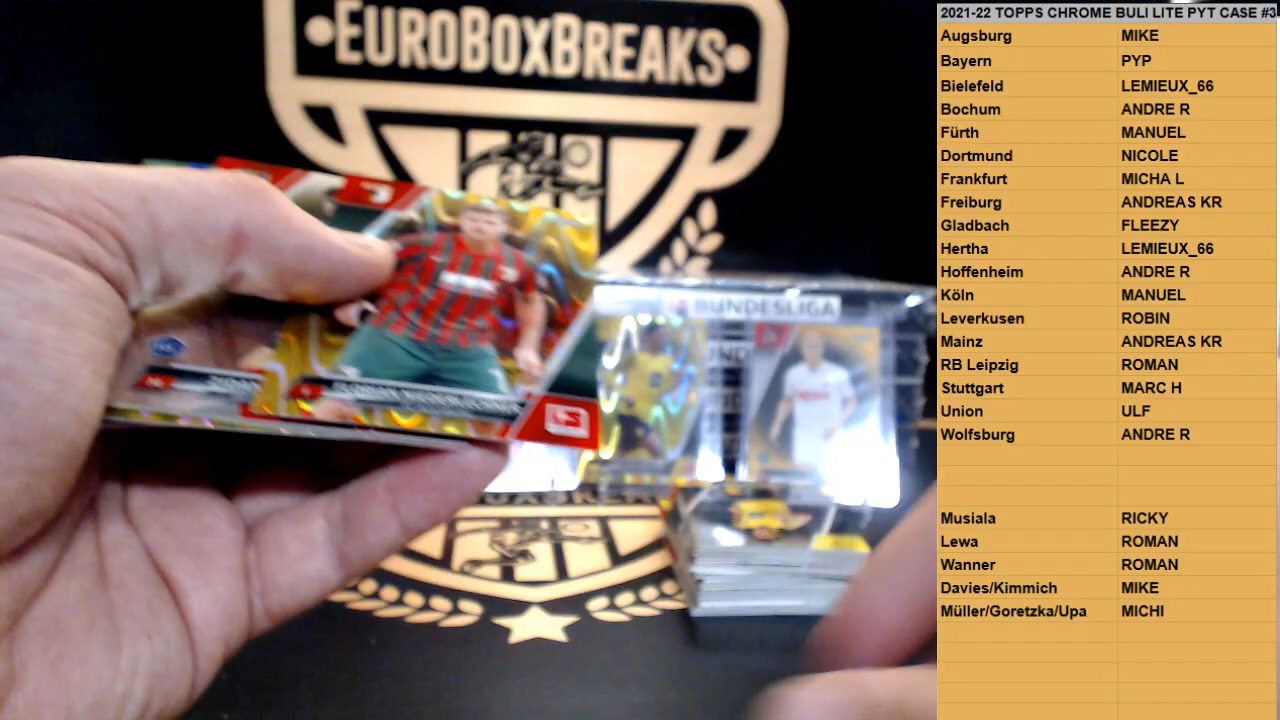 •EUROBOXBREAKS•
BUNDESLIGA
2021-22 TOPPS CHROME BULI LITE PYT CASE #3
Augsburg MIKE
Bayern PYP
Bielefeld LEMIEUX_66
Bochum ANDRE R
Fürth MANUEL
Dortmund NICOLE
Frankfurt MICHA L
Freiburg ANDREAS KR
Gladbach FLEEZY
Hertha LEMIEUX_66
Hoffenheim ANDRE R
Köln MANUEL
Leverkusen ROBIN
Mainz ANDREAS KR
RB Leipzig ROMAN
Stuttgart MARC H
Union ULF
Wolfsburg ANDRE R
Musiala RICKY
Lewa ROMAN
Wanner ROMAN
Davies/Kimmich MIKE
Müller/Goretzka/Upa MICHI